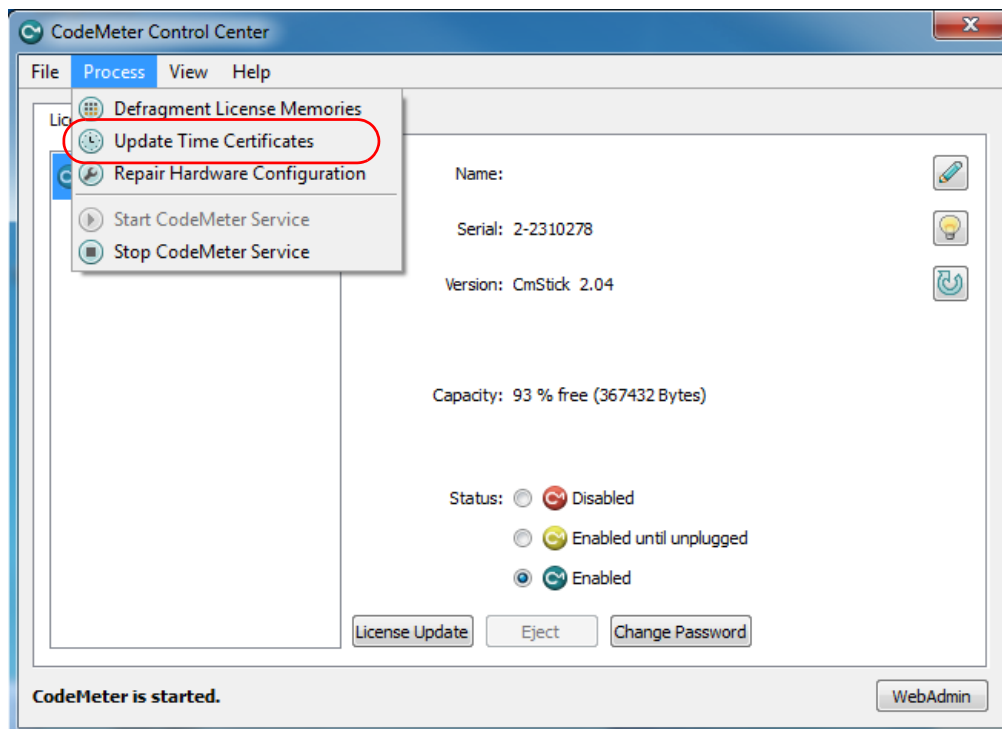 CodeMeter Control Center
File Process View Help
Defragment License Memories
Update Time Certificates
Repair Hardware Configuration
Start CodeMeter Service
Stop CodeMeter Service
Name:
Serial: 2-2310278
Version: CmStick 2.04
Capacity: 93 % free (367432 Bytes)
Status: Disabled
Enabled until unplugged
Enabled
License Update Eject Change Password
CodeMeter is started. WebAdmin